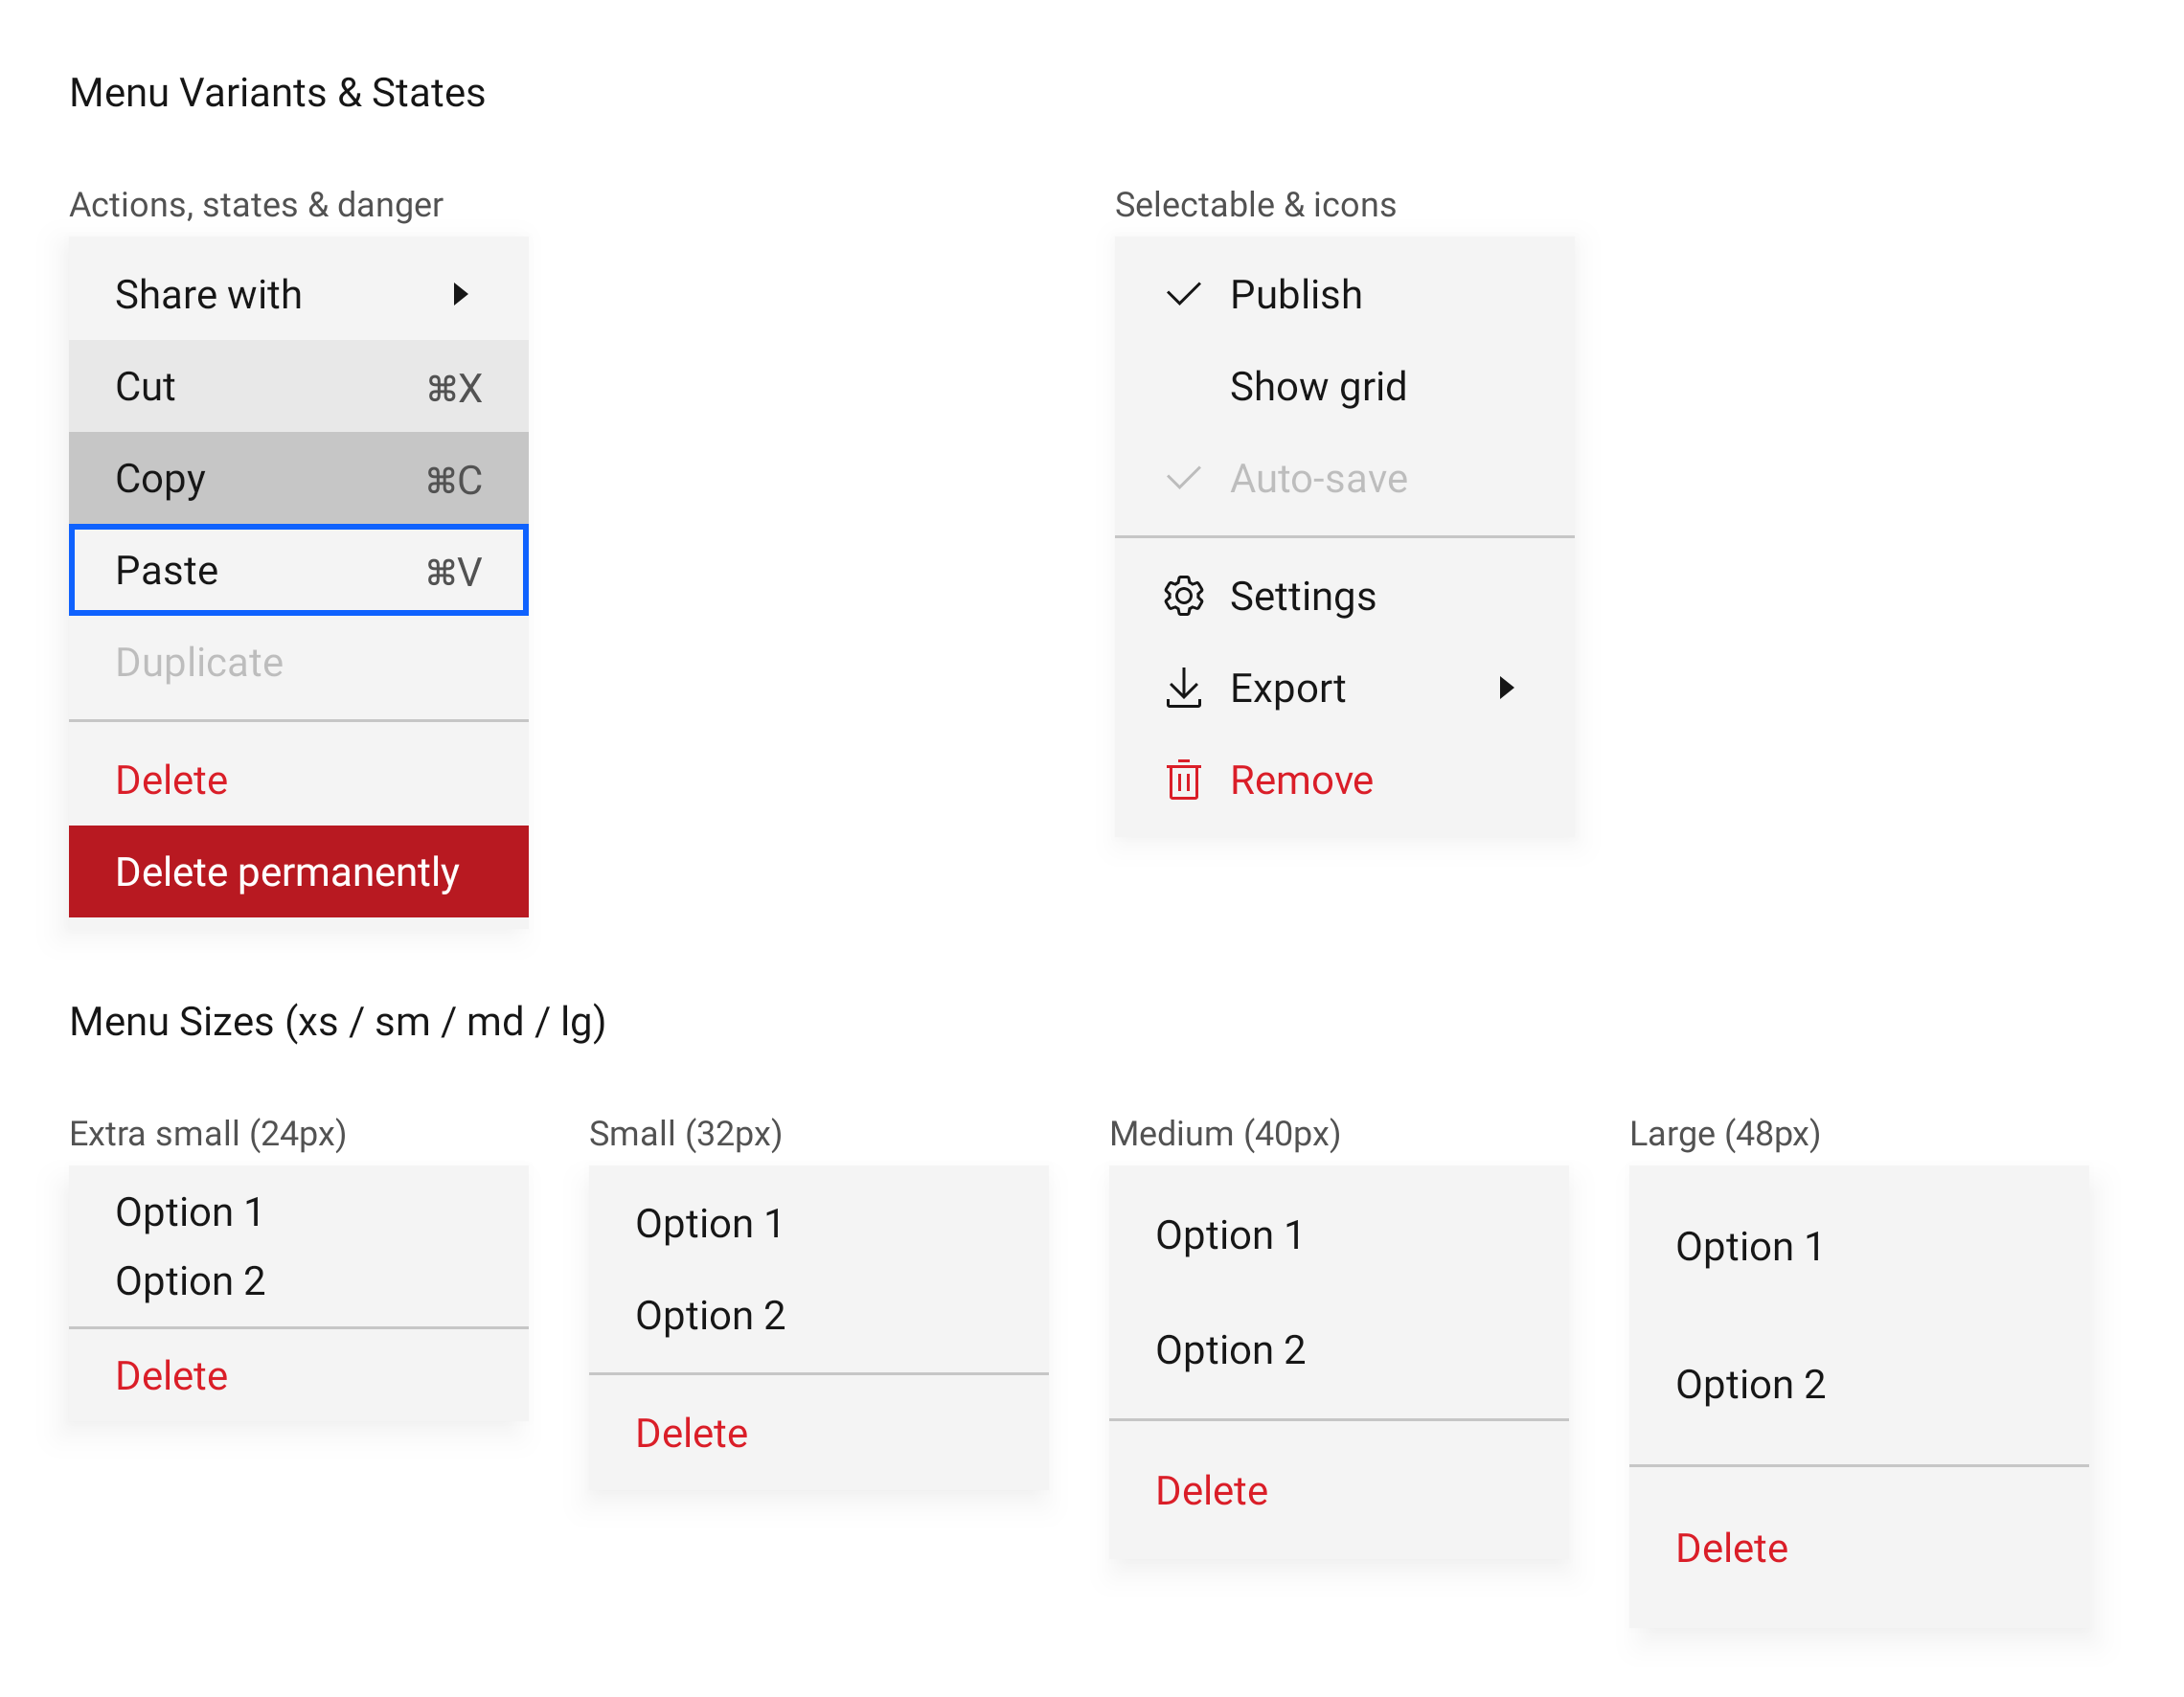 Menu Variants & States
Actions, states & danger
Share with
Cut ⌘X
Copy ⌘C
Paste ⌘V
Duplicate
Delete
Delete permanently
Selectable & icons
Publish
Show grid
Auto-save
Settings
Export
Remove
Menu Sizes (xs / sm / md / lg)
Extra small (24px)
Option 1
Option 2
Delete
Small (32px)
Option 1
Option 2
Delete
Medium (40px)
Option 1
Option 2
Delete
Large (48px)
Option 1
Option 2
Delete